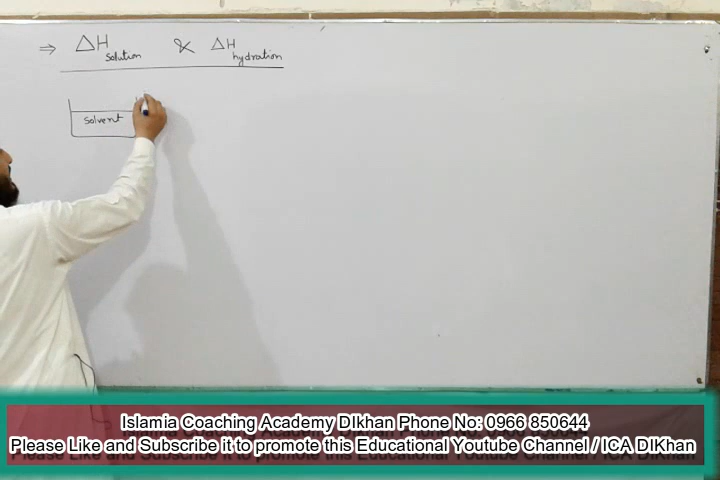 ⇒ ΔH solution & ΔH hydration
solvent
Islamia Coaching Academy DIkhan Phone No: 0966 850644
Please Like and Subscribe it to promote this Educational Youtube Channel / ICA DIKhan